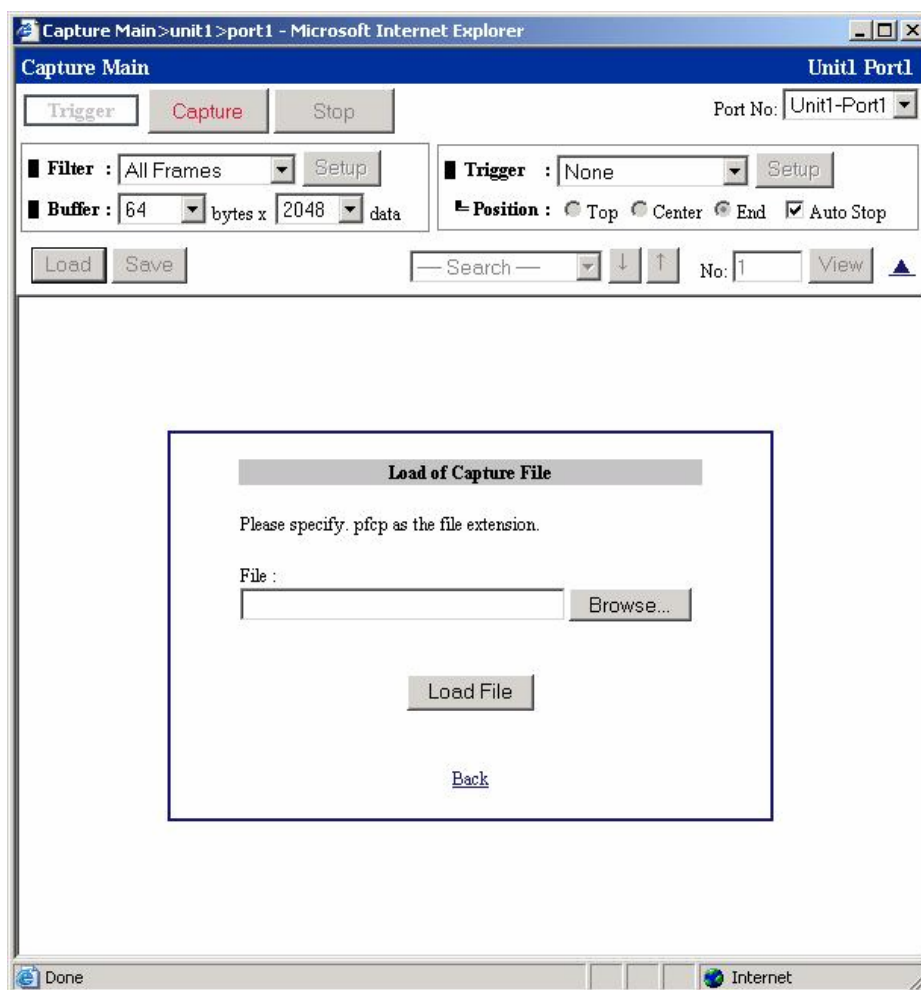 Capture Main>unit1>port1 - Microsoft Internet Explorer
Capture Main Unit1 Port1
Trigger Capture Stop Port No: Unit1-Port1
Filter : All Frames Setup Trigger : None Setup
Buffer : 64 bytes x 2048 data Position : Top Center End Auto Stop
Load Save — Search — ↓ ↑ No: 1 View
Load of Capture File
Please specify. pfcp as the file extension.
File :
Browse...
Load File
Back
Done Internet